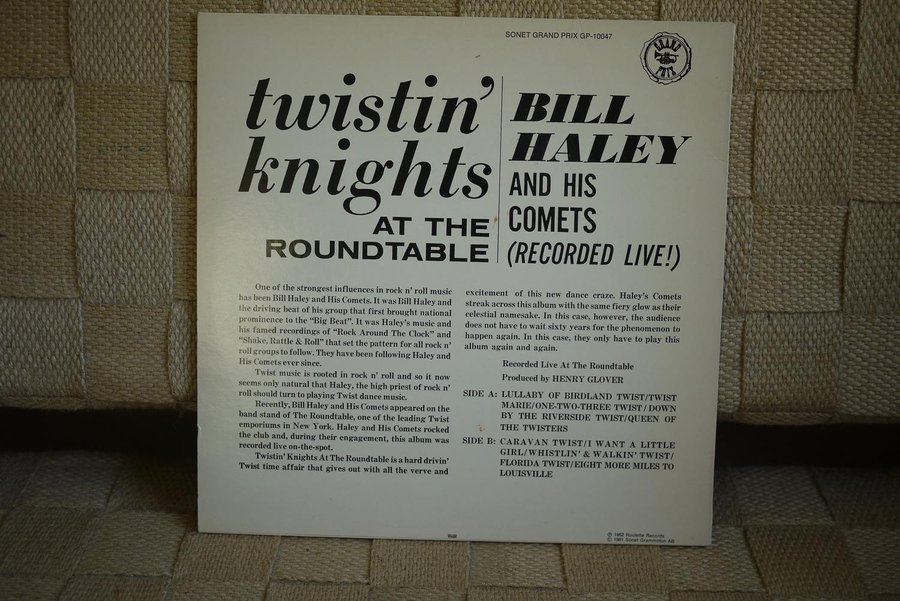 SONET GRAND PRIX GP-10047
GRAND
PRIX
twistin'
knights
AT THE
ROUNDTABLE
BILL
HALEY
AND HIS
COMETS
(RECORDED LIVE!)
One of the strongest influences in rock n' roll music
has been Bill Haley and His Comets. It was Bill Haley and
the driving beat of his group that first brought national
prominence to the "Big Beat". It was Haley's music and
his famed recordings of "Rock Around The Clock" and
"Shake, Rattle & Roll" that set the pattern for all rock n'
roll groups to follow. They have been following Haley and
His Comets ever since.
Twist music is rooted in rock n' roll and so it now
seems only natural that Haley, the high priest of rock n'
roll should turn to playing Twist dance music.
Recently, Bill Haley and His Comets appeared on the
band stand of The Roundtable, one of the leading Twist
emporiums in New York. Haley and His Comets rocked
the club and, during their engagement, this album was
recorded live on-the-spot.
Twistin' Knights At The Roundtable is a hard drivin'
Twist time affair that gives out with all the verve and
excitement of this new dance craze. Haley's Comets
streak across this album with the same fiery glow as their
celestial namesake. In this case, however, the audience
does not have to wait sixty years for the phenomenon to
happen again. In this case, they only have to play this
album again and again.
Recorded Live At The Roundtable
Produced by HENRY GLOVER
SIDE A: LULLABY OF BIRDLAND TWIST/TWIST
MARIE/ONE-TWO-THREE TWIST/DOWN
BY THE RIVERSIDE TWIST/QUEEN OF
THE TWISTERS
SIDE B: CARAVAN TWIST/I WANT A LITTLE
GIRL/WHISTLIN' & WALKIN' TWIST/
FLORIDA TWIST/EIGHT MORE MILES TO
LOUISVILLE
℗ 1962 Roulette Records
© 1981 Sonet Grammofon AB